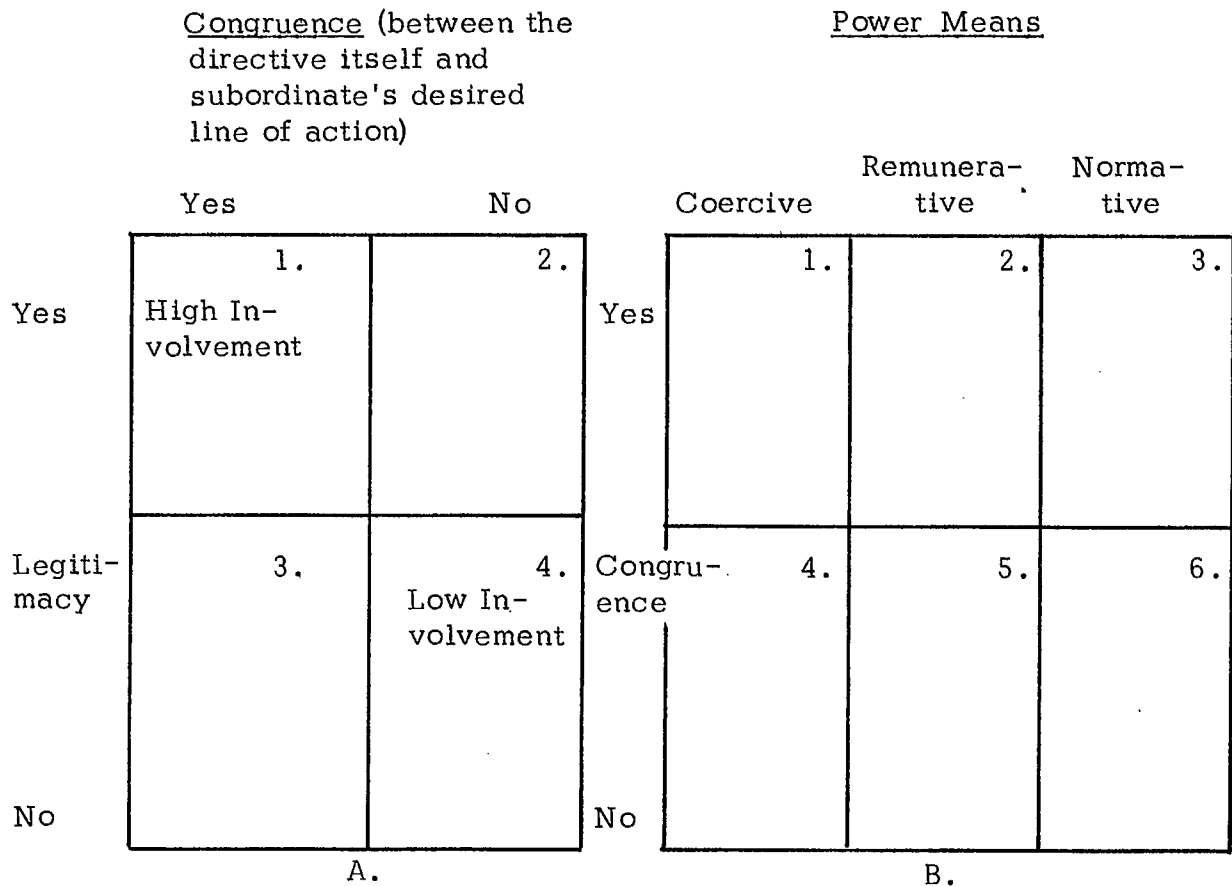 Congruence (between the
directive itself and
subordinate's desired
line of action)
Yes No
Yes
1.
High In-
volvement
2.
Legiti-
macy
3.
4.
Low In-
volvement
No
A.
Power Means
Coercive
Remunera-
tive
Norma-
tive
Yes
1. 2. 3.
Congru-
ence
4. 5. 6.
No
B.